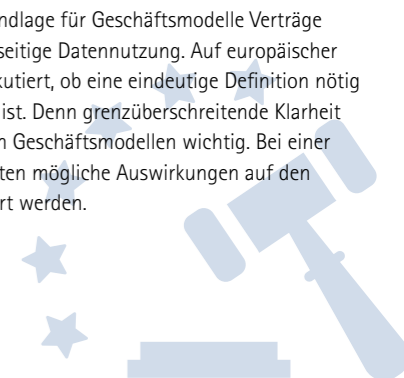 ndlage für Geschäftsmodelle Verträge
seitige Datennutzung. Auf europäischer
kutiert, ob eine eindeutige Definition nötig
ist. Denn grenzüberschreitende Klarheit
n Geschäftsmodellen wichtig. Bei einer
ten mögliche Auswirkungen auf den
rt werden.